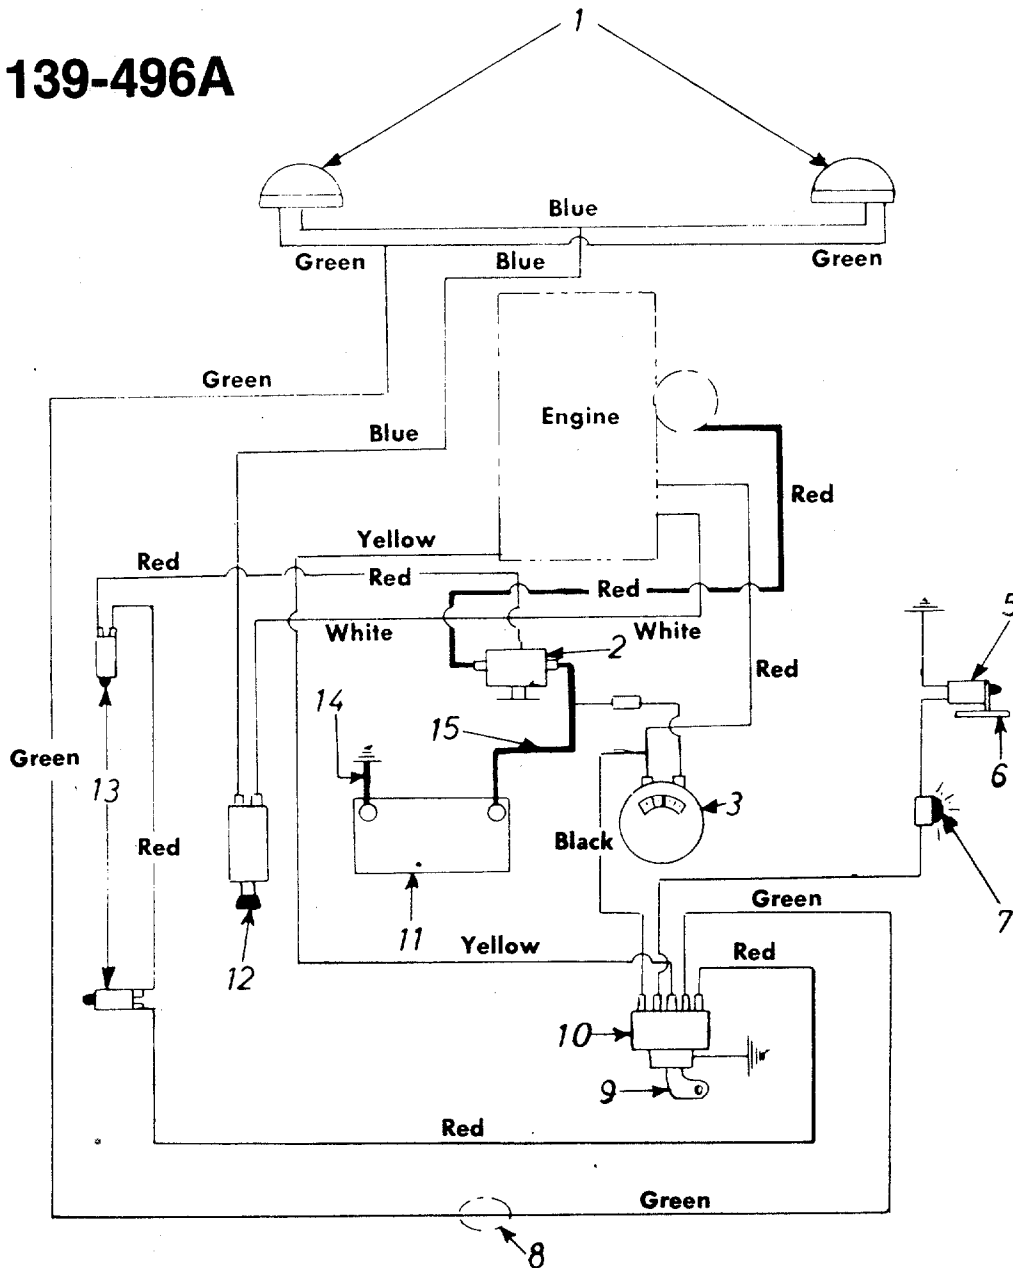 1
139-496A
Blue
Green
Blue
Green
Green
Engine
Blue
Red
Yellow
Red
Red
Red
5
White
White
2
Red
14
15
Green
13
6
3
Red
Black
7
Green
11
12
Yellow
Red
10
9
Red
Green
8